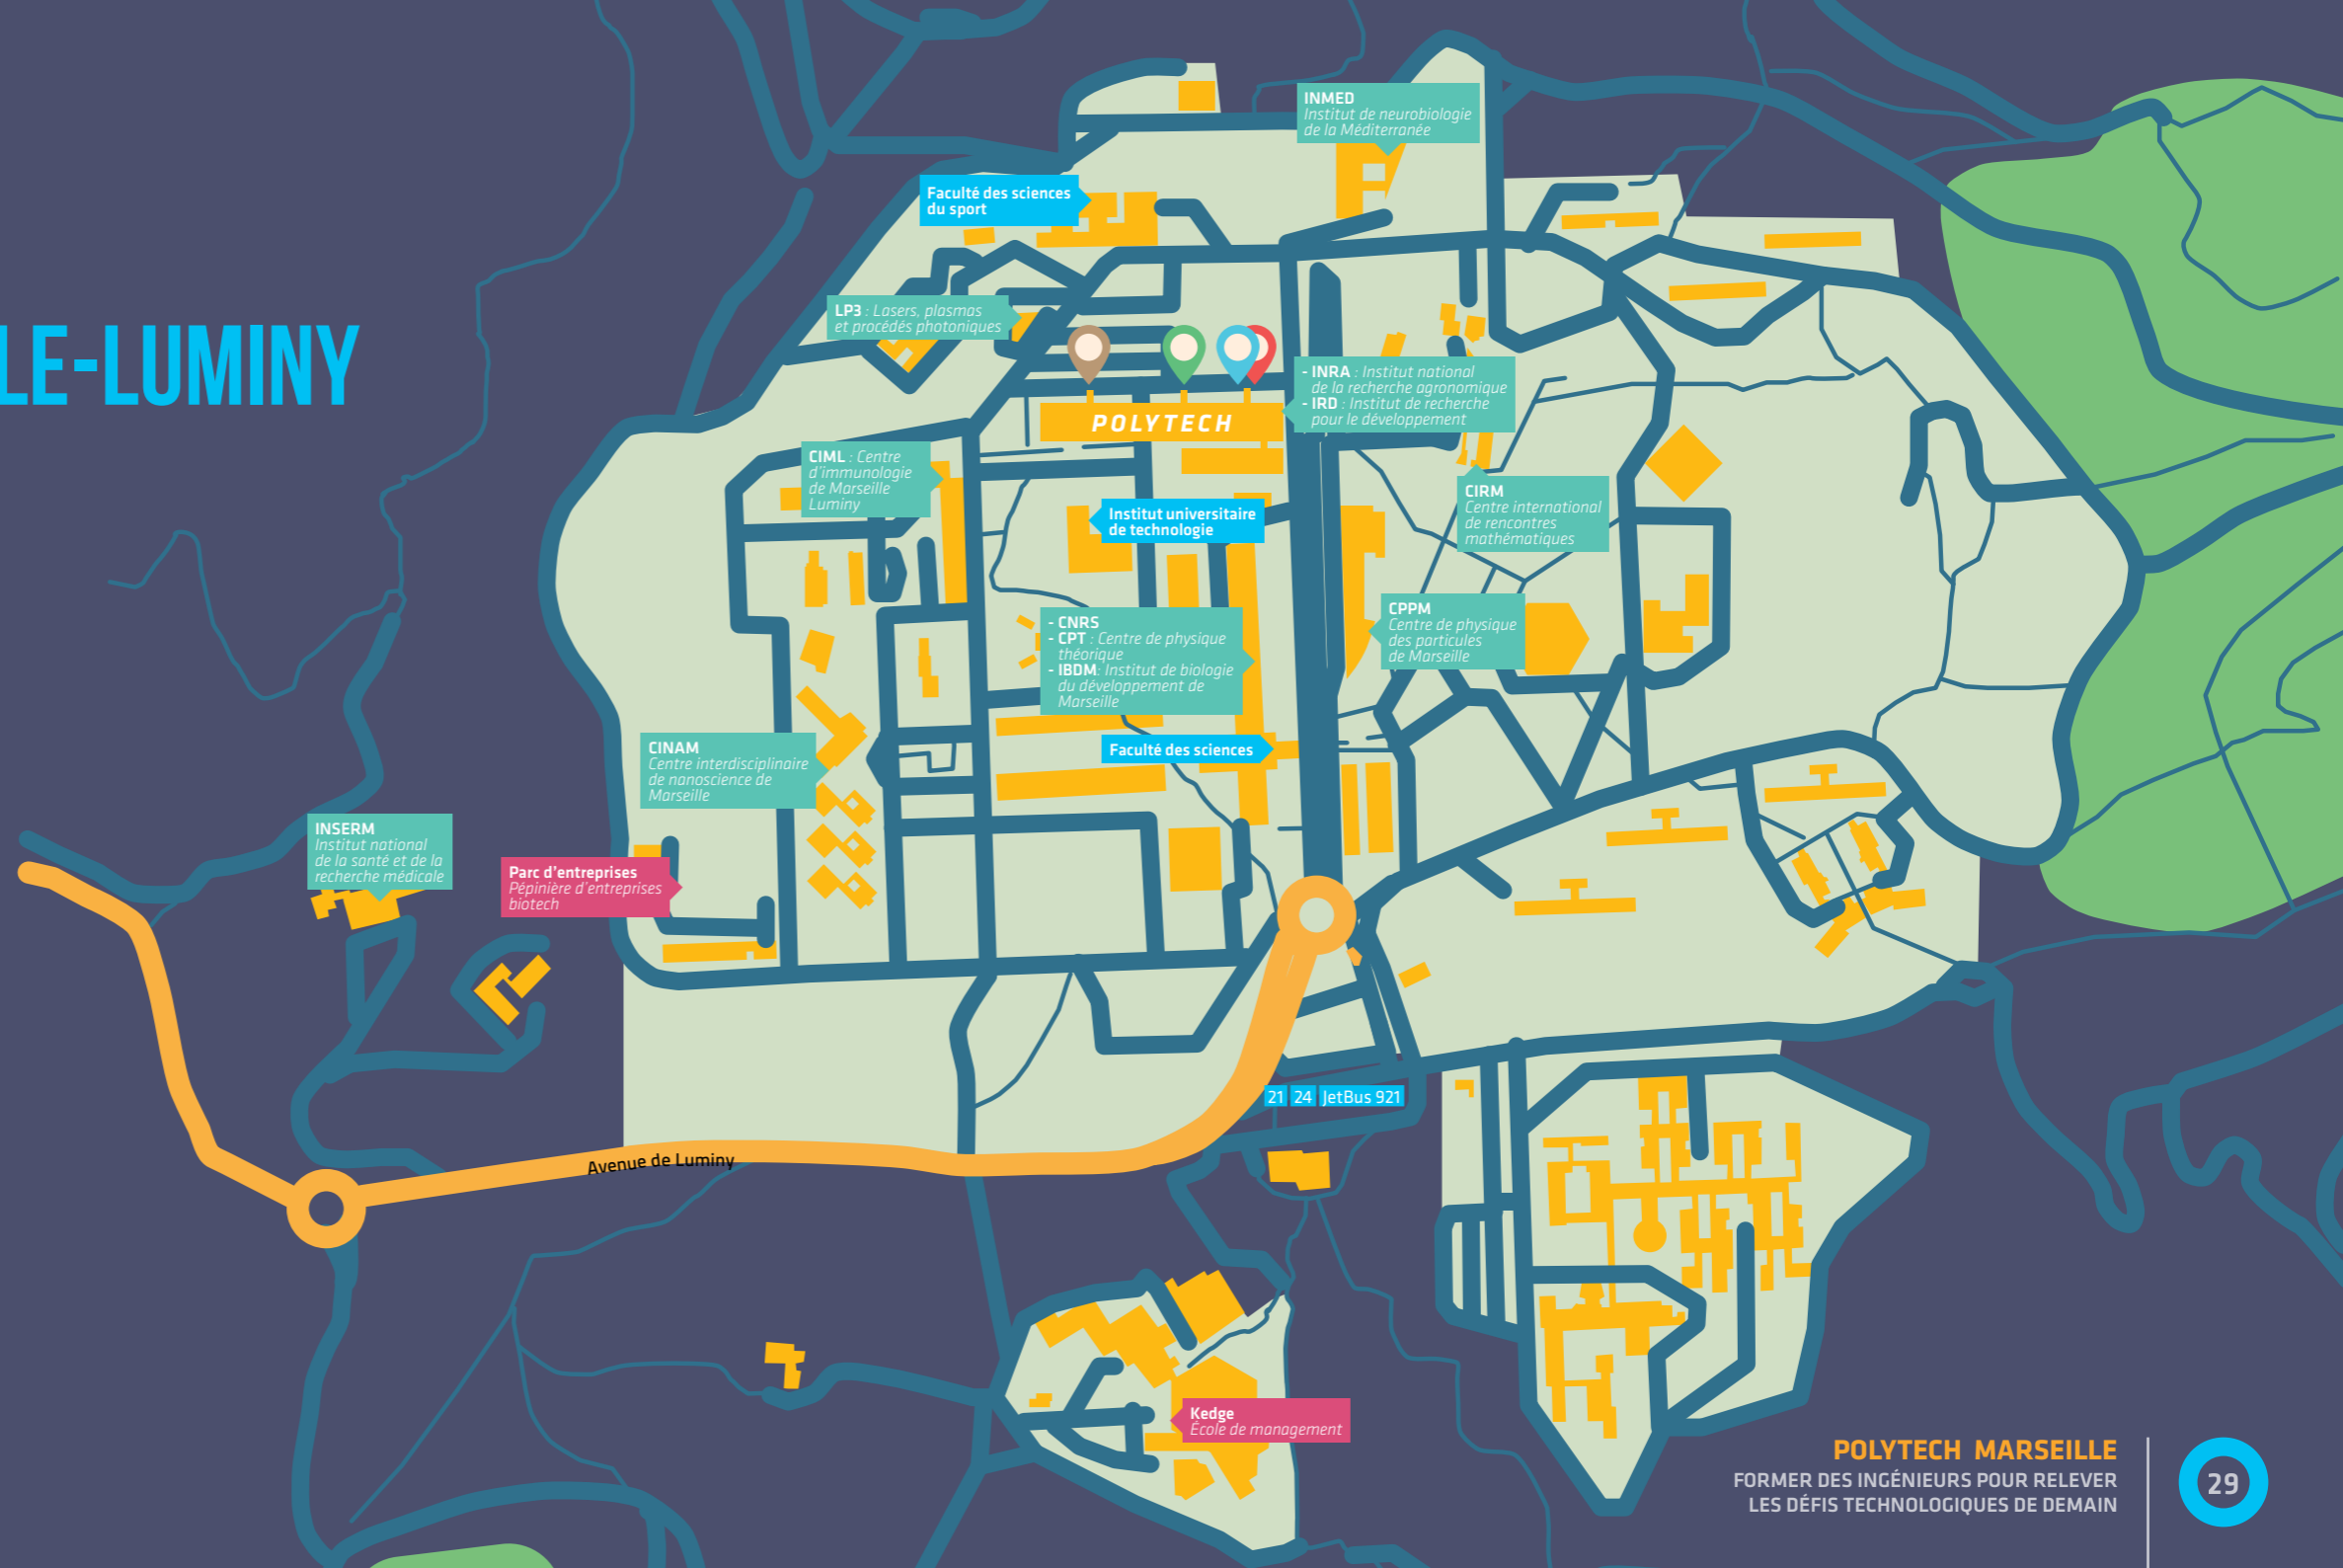 LE-LUMINY
INMED
Institut de neurobiologie
de la Méditerranée
Faculté des sciences
du sport
LP3 : Lasers, plasmas
et procédés photoniques
- INRA : Institut national
de la recherche agronomique
- IRD : Institut de recherche
pour le développement
POLYTECH
CIML : Centre
d'immunologie
de Marseille
Luminy
CIRM
Centre international
de rencontres
mathématiques
Institut universitaire
de technologie
CPPM
Centre de physique
des particules
de Marseille
- CNRS
- CPT : Centre de physique
théorique
- IBDM: Institut de biologie
du développement de
Marseille
CINAM
Centre interdisciplinaire
de nanoscience de
Marseille
Faculté des sciences
INSERM
Institut national
de la santé et de la
recherche médicale
Parc d'entreprises
Pépinière d'entreprises
biotech
21 24 JetBus 921
Avenue de Luminy
Kedge
École de management
POLYTECH MARSEILLE
FORMER DES INGÉNIEURS POUR RELEVER
LES DÉFIS TECHNOLOGIQUES DE DEMAIN
29